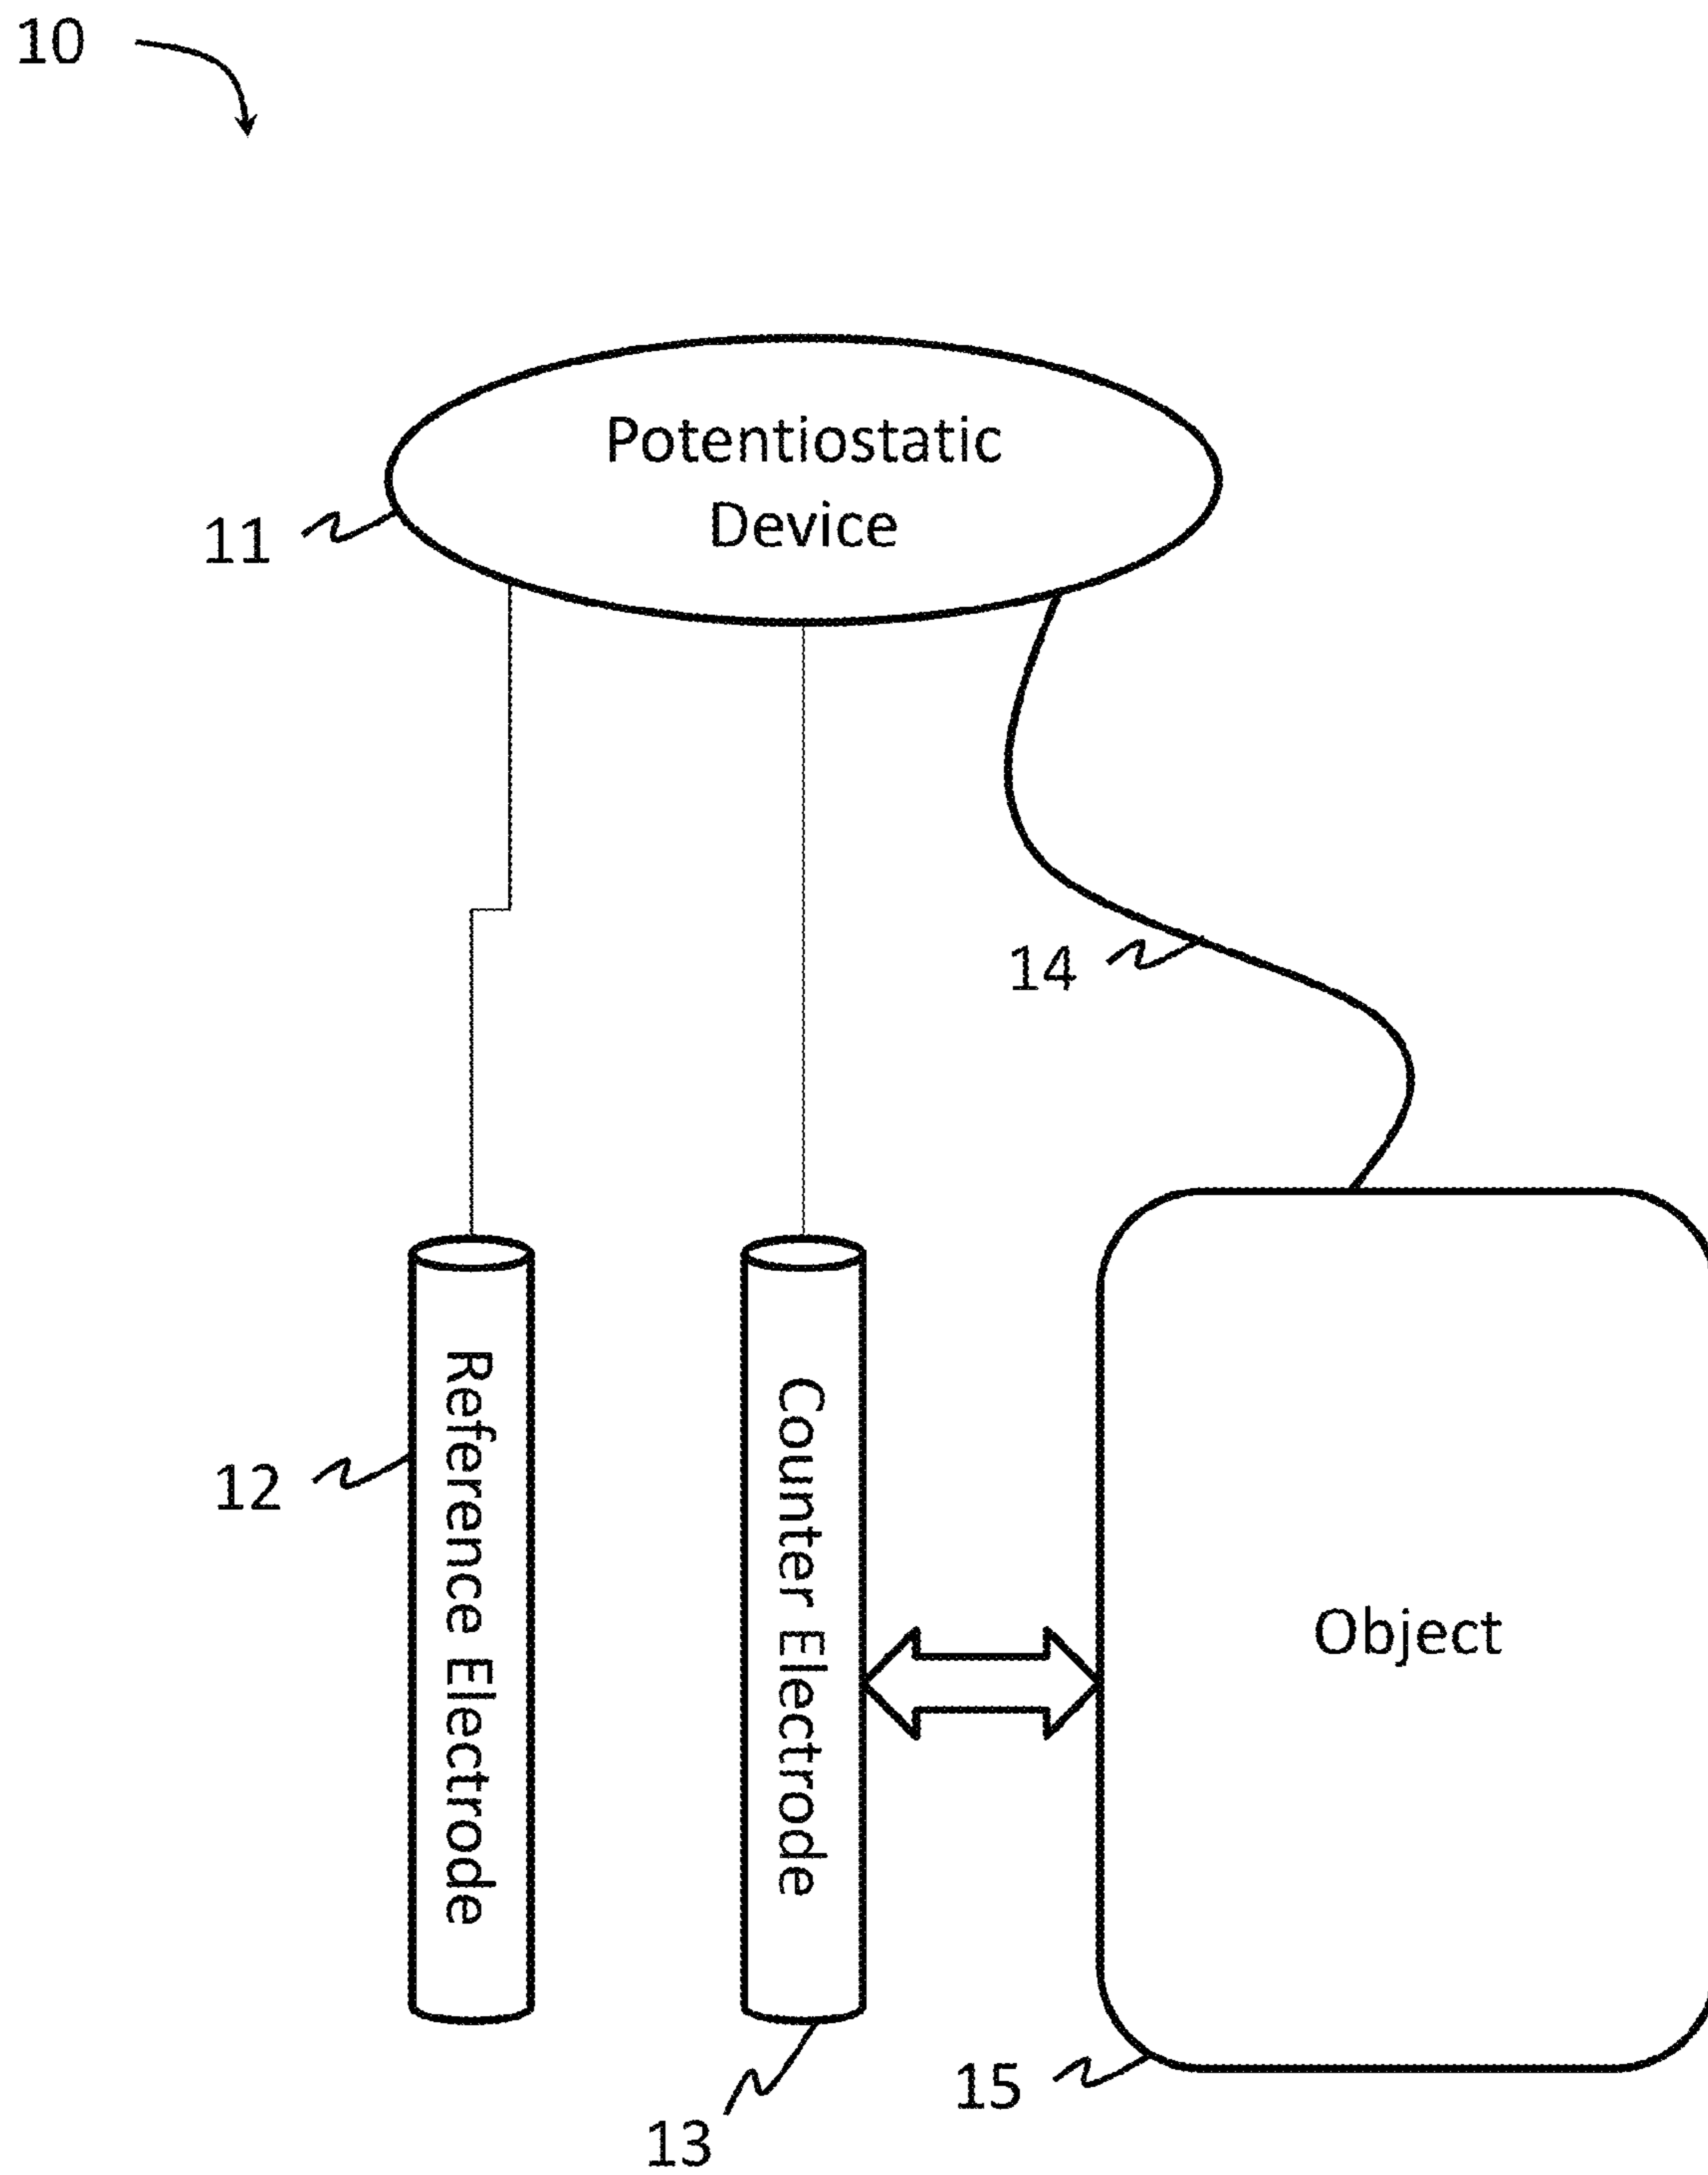 10
Potentiostatic
Device
11
14
Reference Electrode
Counter Electrode
12
Object
15
13